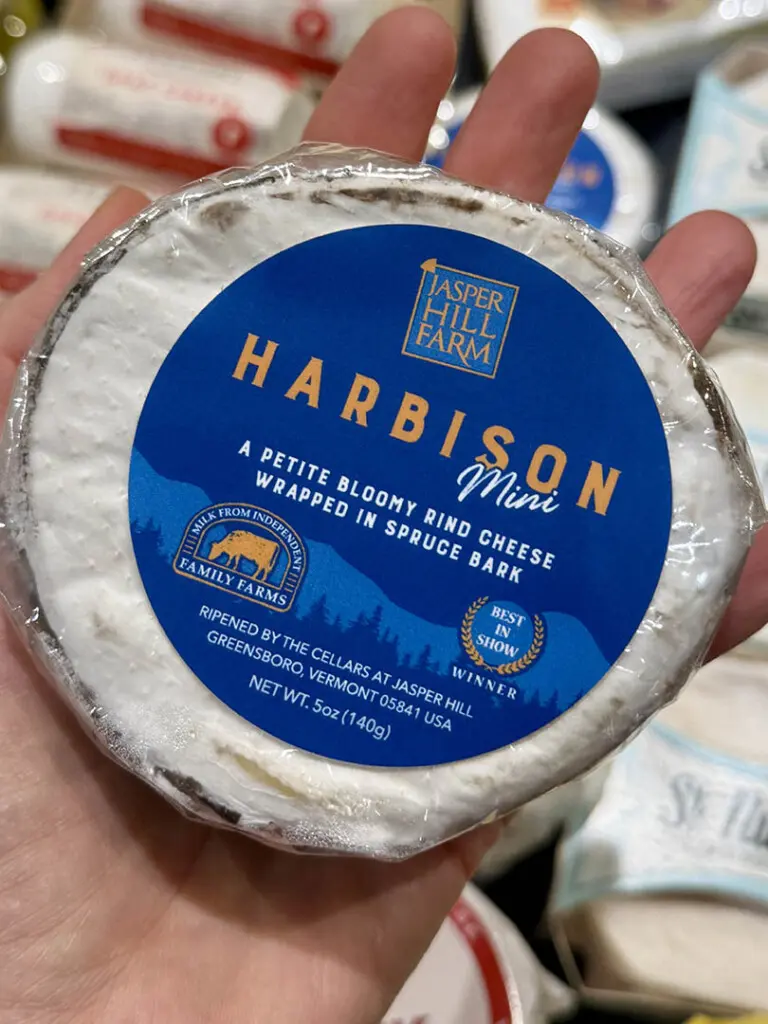 JASPER
HILL
FARM
HARBISON
Mini
A PETITE BLOOMY RIND CHEESE
WRAPPED IN SPRUCE BARK
MILK FROM INDEPENDENT
FAMILY FARMS
BEST
IN
SHOW
WINNER
RIPENED BY THE CELLARS AT JASPER HILL
GREENSBORO, VERMONT 05841 USA
NET WT. 5oz (140g)